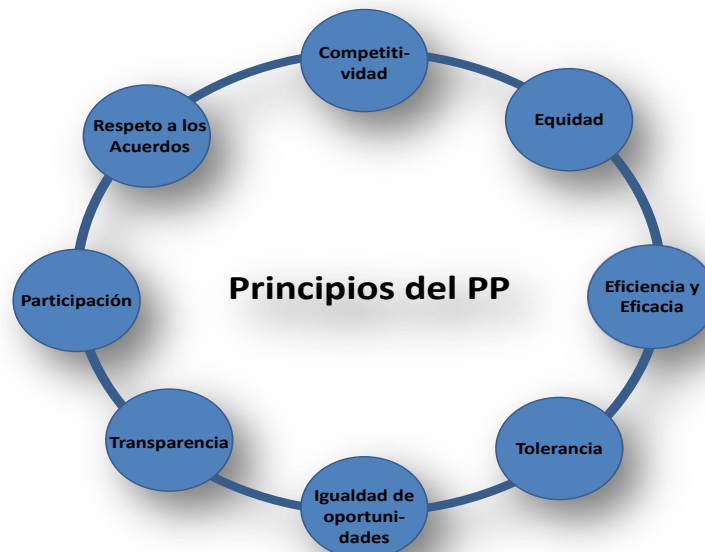 Competiti-
vidad
Equidad
Eficiencia y
Eficacia
Tolerancia
Igualdad de
oportuni-
dades
Transparencia
Participación
Respeto a los
Acuerdos
Principios del PP